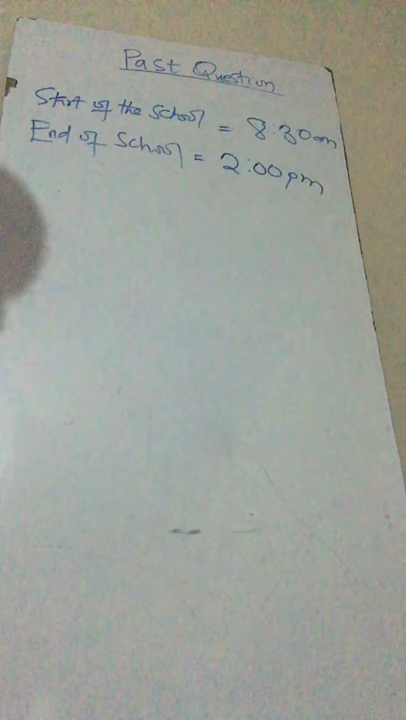 Past Question
Start of the School = 8:30am
End of School = 2:00pm